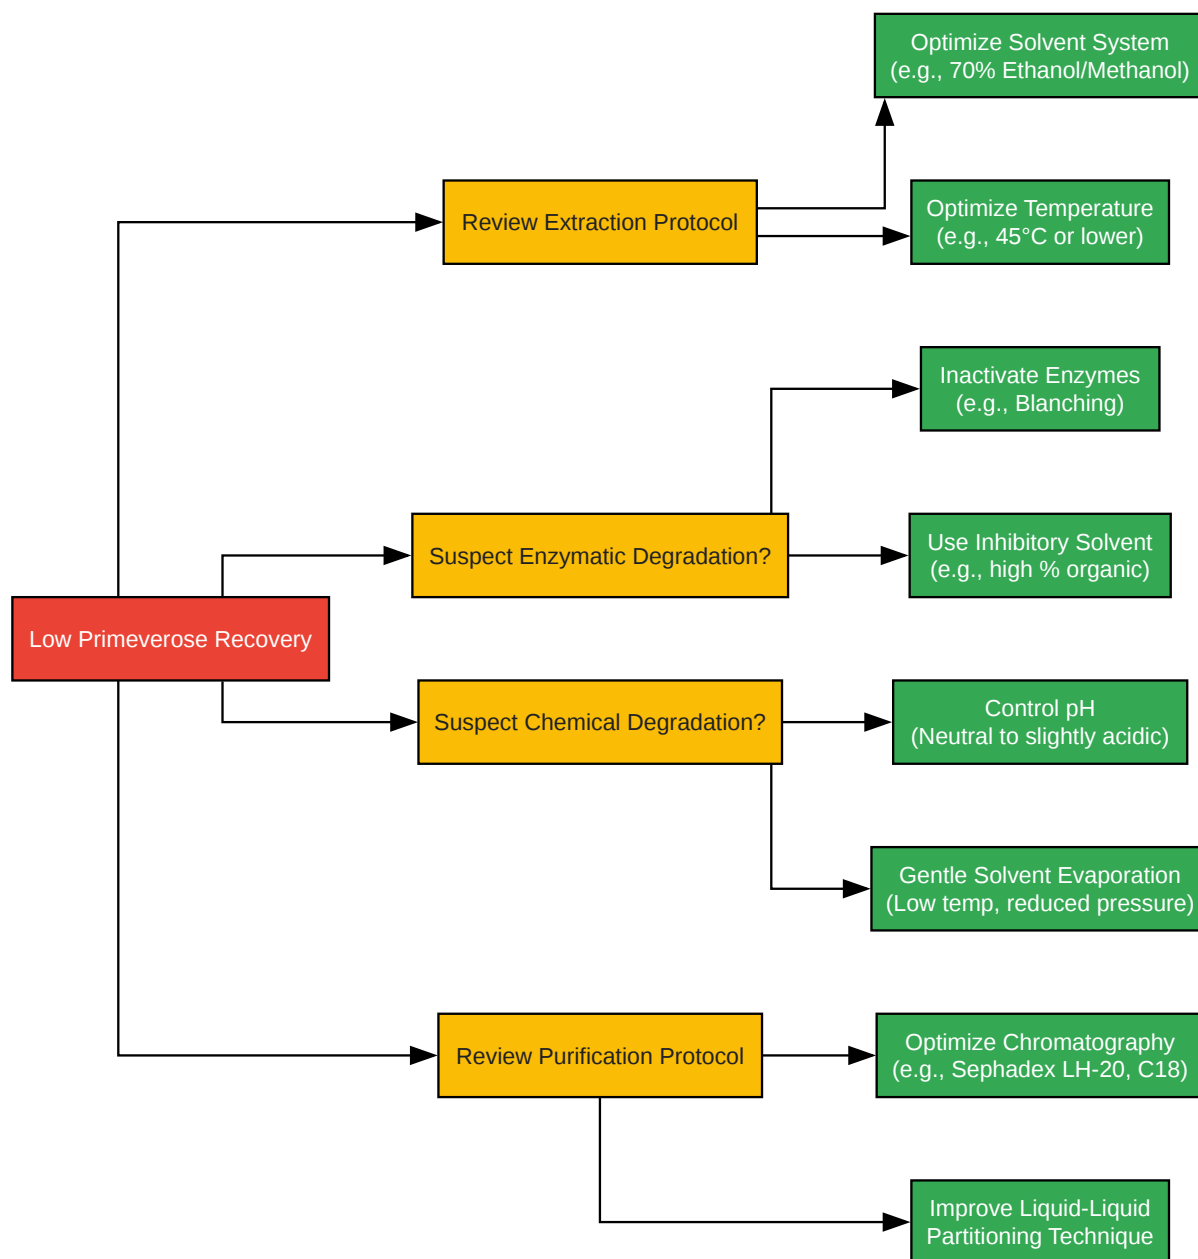 Optimize Solvent System
(e.g., 70% Ethanol/Methanol)
Review Extraction Protocol
Optimize Temperature
(e.g., 45°C or lower)
Inactivate Enzymes
(e.g., Blanching)
Suspect Enzymatic Degradation?
Use Inhibitory Solvent
(e.g., high % organic)
Low Primeverose Recovery
Suspect Chemical Degradation?
Control pH
(Neutral to slightly acidic)
Gentle Solvent Evaporation
(Low temp, reduced pressure)
Review Purification Protocol
Optimize Chromatography
(e.g., Sephadex LH-20, C18)
Improve Liquid-Liquid
Partitioning Technique